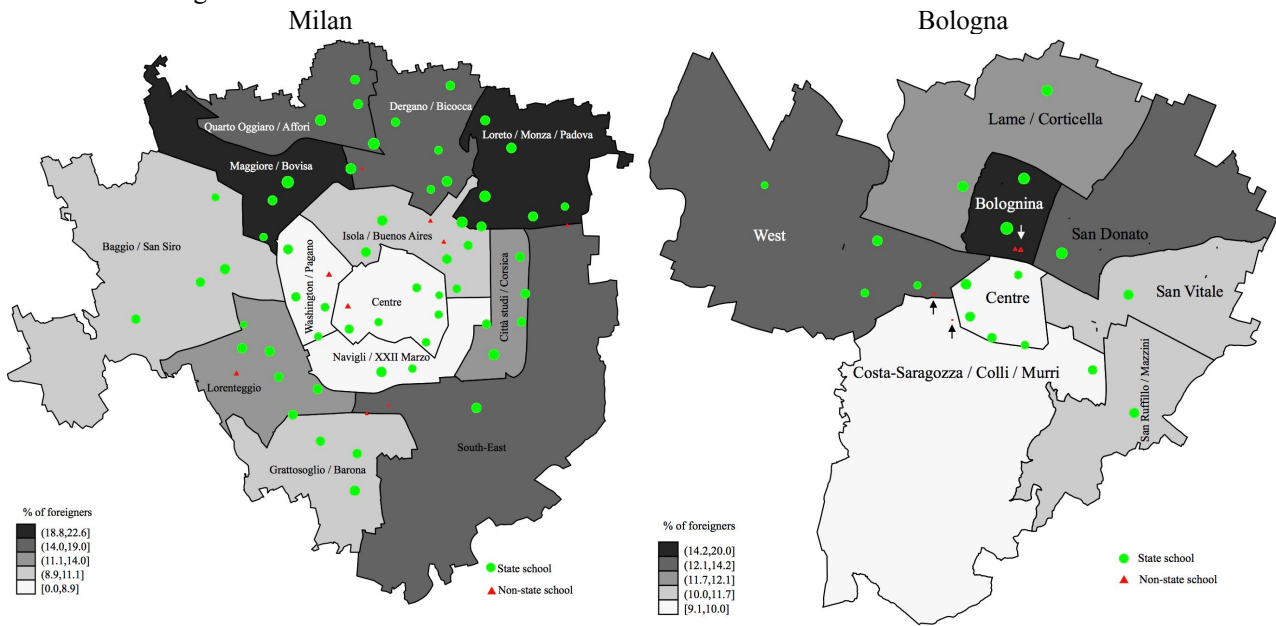 Milan
Quarto Oggiaro / Affori
Dergano / Bicocca
Loreto / Monza / Padova
Maggiore / Bovisa
Baggio / San Siro
Isola / Buenos Aires
Washington / Pagano
Centre
Città studi / Corsica
Navigli / XXII Marzo
Lorenteggio
South-East
Grattosoglio / Barona
% of foreigners
(18.8,22.6]
(14.0,19.0]
(11.1,14.0]
(8.9,11.1]
[0.0,8.9]
State school
Non-state school
Bologna
Lame / Corticella
Bolognina
West
San Donato
Centre
San Vitale
Costa-Saragozza / Colli / Murri
San Ruffillo / Mazzini
% of foreigners
(14.2,20.0]
(12.1,14.2]
(11.7,12.1]
(10.0,11.7]
[9.1,10.0]
State school
Non-state school